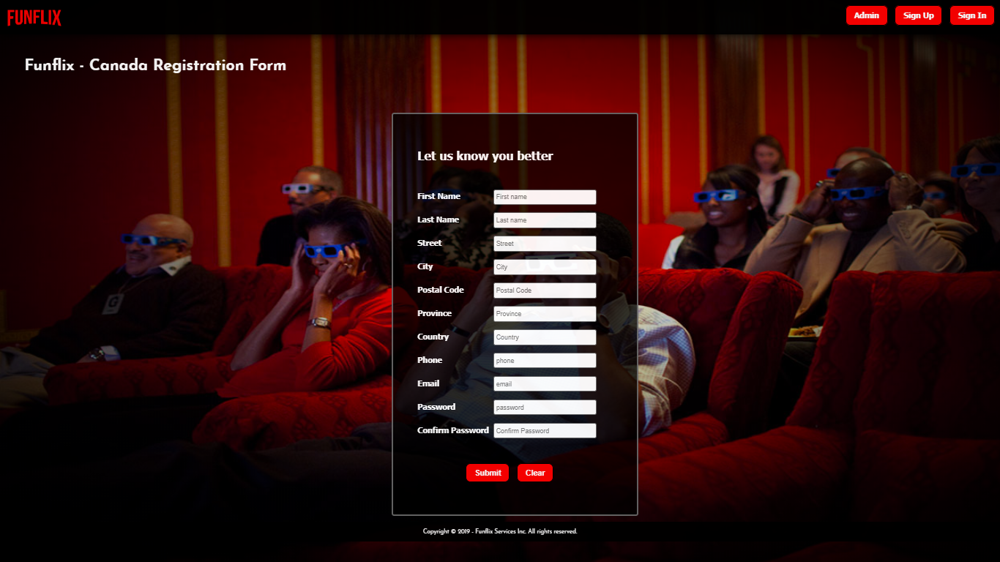 FUNFLIX
Admin Sign Up Sign In
Funflix - Canada Registration Form
Let us know you better
First Name First name
Last Name Last name
Street Street
City City
Postal Code Postal Code
Province Province
Country Country
Phone phone
Email email
Password password
Confirm Password Confirm Password
Submit Clear
Copyright © 2019 - Funflix Services Inc. All rights reserved.